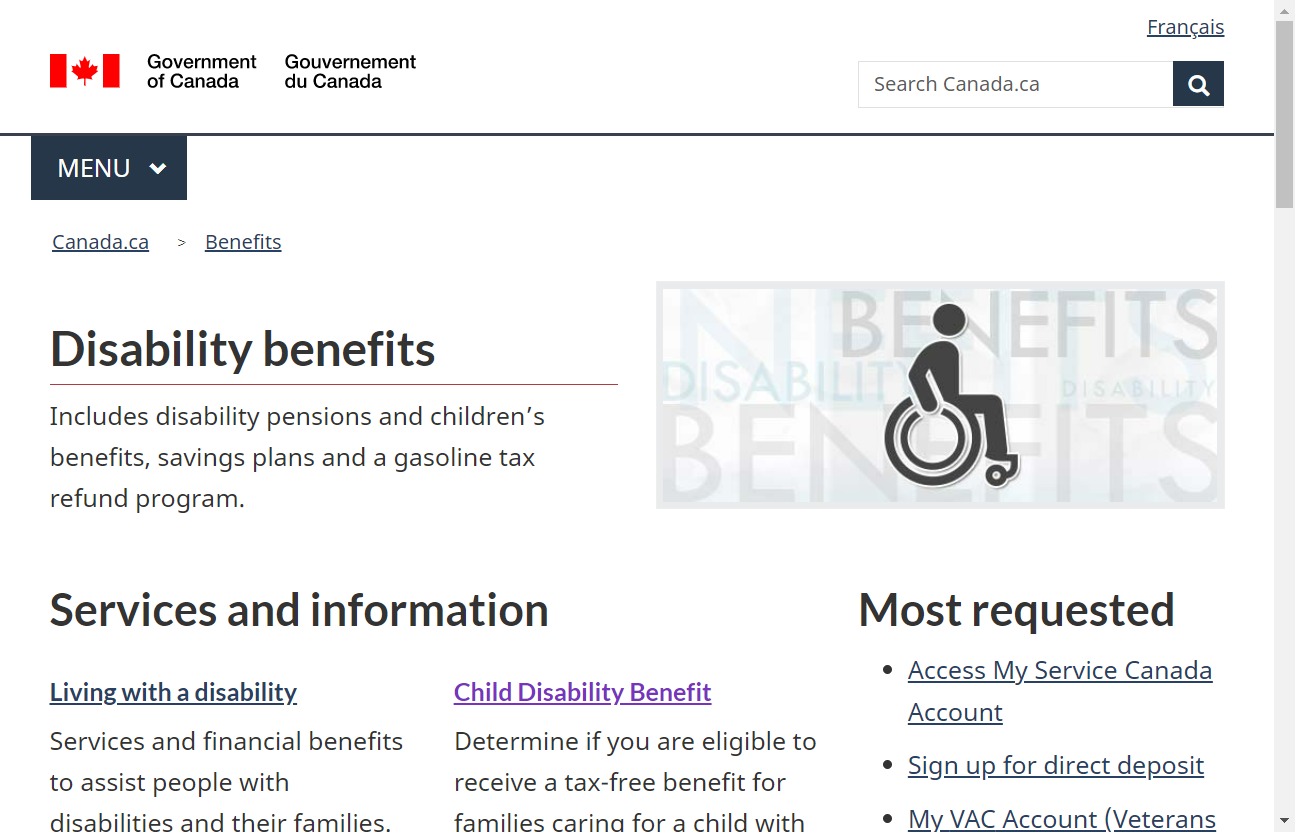 Français
Government of Canada
Gouvernement du Canada
Search Canada.ca
MENU
Canada.ca > Benefits
Disability benefits
Includes disability pensions and children’s
benefits, savings plans and a gasoline tax
refund program.
BENEFITS
DISABILITY
DISABILITY
BENEFITS
Services and information
Living with a disability
Services and financial benefits
to assist people with
disabilities and their families.
Child Disability Benefit
Determine if you are eligible to
receive a tax-free benefit for
families caring for a child with
Most requested
Access My Service Canada
Account
Sign up for direct deposit
My VAC Account (Veterans